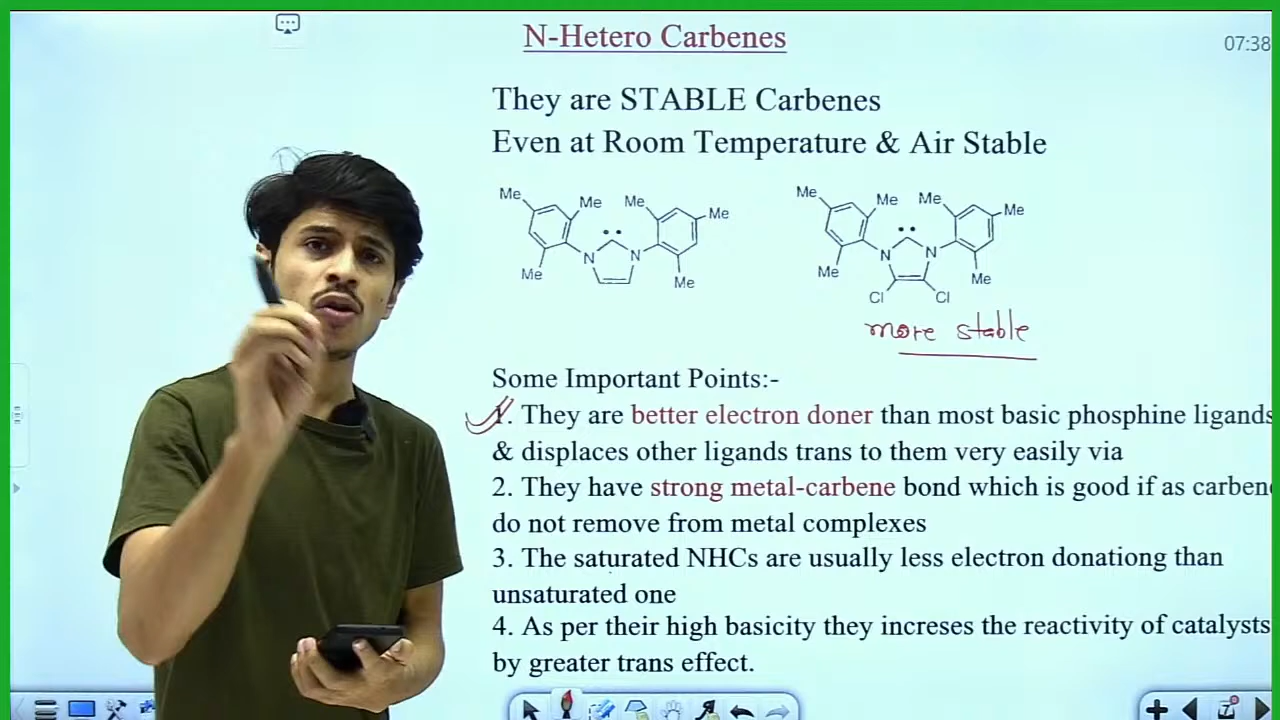 N-Hetero Carbenes
07:38
They are STABLE Carbenes
Even at Room Temperature & Air Stable
Me Me Me Me
Me N N Me
Me Me Me Me
Me N N Me
Cl Cl
more stable
Some Important Points:-
1. They are better electron doner than most basic phosphine ligands
& displaces other ligands trans to them very easily via
2. They have strong metal-carbene bond which is good if as carbene
do not remove from metal complexes
3. The saturated NHCs are usually less electron donationg than
unsaturated one
4. As per their high basicity they increses the reactivity of catalysts
by greater trans effect.